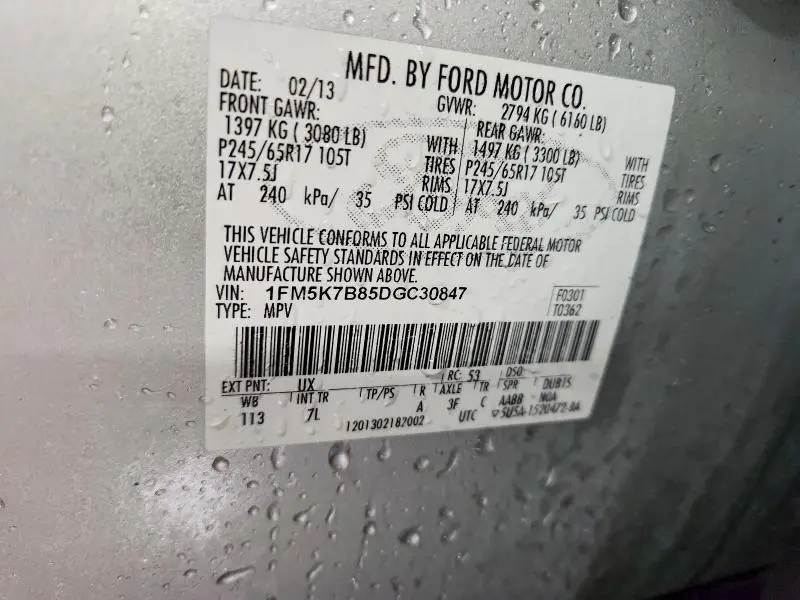 MFD. BY FORD MOTOR CO.
DATE: 02/13 GVWR: 2794 KG ( 6160 LB)
FRONT GAWR: REAR GAWR:
1397 KG ( 3080 LB) WITH 1497 KG ( 3300 LB) WITH
P245/65R17 105T TIRES P245/65R17 105T TIRES
17X7.5J RIMS 17X7.5J RIMS
AT 240 kPa/ 35 PSI COLD AT 240 kPa/ 35 PSI COLD
THIS VEHICLE CONFORMS TO ALL APPLICABLE FEDERAL MOTOR
VEHICLE SAFETY STANDARDS IN EFFECT ON THE DATE OF
MANUFACTURE SHOWN ABOVE.
VIN: 1FM5K7B85DGC30847 F0301
TYPE: MPV T0362
EXT PNT: UX RC: 53 DSO:
WB INT TR TP/PS R AXLE TR SPR
113 7L A 3F C AABB
1201302182002 UTC